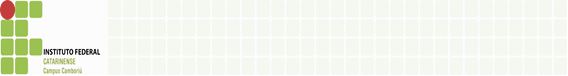 INSTITUTO FEDERAL
CATARINENSE
Campus Camboriú